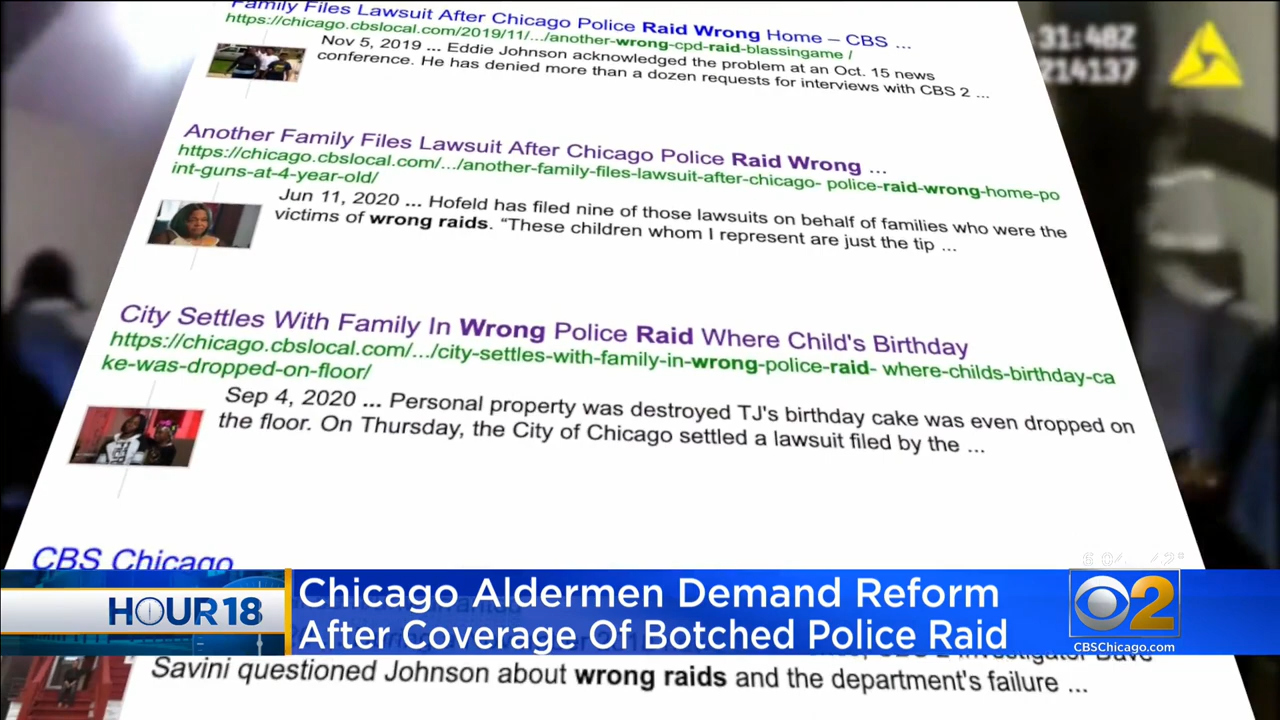 Family Files Lawsuit After Chicago Police Raid Wrong Home – CBS ...
https://chicago.cbslocal.com/2019/11/.../another-wrong-cpd-raid-blassingame /
Nov 5, 2019 ... Eddie Johnson acknowledged the problem at an Oct. 15 news
conference. He has denied more than a dozen requests for interviews with CBS 2 ...
31:48Z
214137
Another Family Files Lawsuit After Chicago Police Raid Wrong ...
https://chicago.cbslocal.com/.../another-family-files-lawsuit-after-chicago- police-raid-wrong-home-po
int-guns-at-4-year-old/
Jun 11, 2020 ... Hofeld has filed nine of those lawsuits on behalf of families who were the
victims of wrong raids. “These children whom I represent are just the tip ...
City Settles With Family In Wrong Police Raid Where Child's Birthday
https://chicago.cbslocal.com/.../city-settles-with-family-in-wrong-police-raid- where-childs-birthday-ca
ke-was-dropped-on-floor/
Sep 4, 2020 ... Personal property was destroyed TJ's birthday cake was even dropped on
the floor. On Thursday, the City of Chicago settled a lawsuit filed by the ...
CBS Chicago
HOUR 18
Chicago Aldermen Demand Reform
After Coverage Of Botched Police Raid
2
CBSChicago.com
Savini questioned Johnson about wrong raids and the department's failure ...